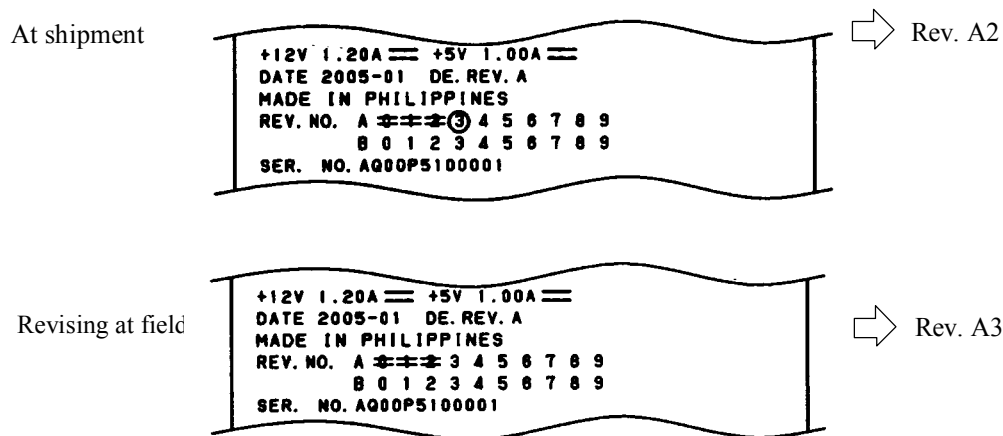 At shipment
Rev. A2
+12V 1.20A +5V 1.00A
DATE 2005-01 DE.REV.A
MADE IN PHILIPPINES
REV.NO. A 0 1 2 3 4 5 6 7 8 9
B 0 1 2 3 4 5 6 7 8 9
SER. NO.AQ00P5100001
Revising at field
Rev. A3
+12V 1.20A +5V 1.00A
DATE 2005-01 DE.REV.A
MADE IN PHILIPPINES
REV.NO. A 0 1 2 3 4 5 6 7 8 9
B 0 1 2 3 4 5 6 7 8 9
SER. NO.AQ00P5100001